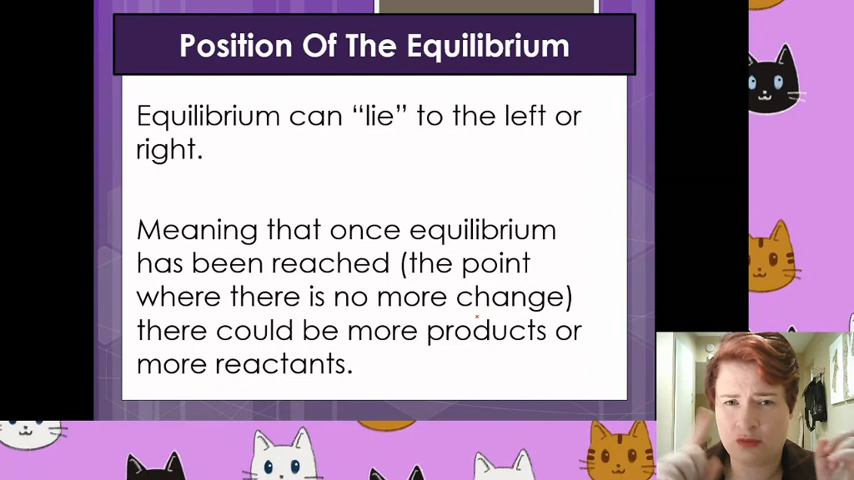 Position Of The Equilibrium
Equilibrium can “lie” to the left or
right.
Meaning that once equilibrium
has been reached (the point
where there is no more change)
there could be more products or
more reactants.